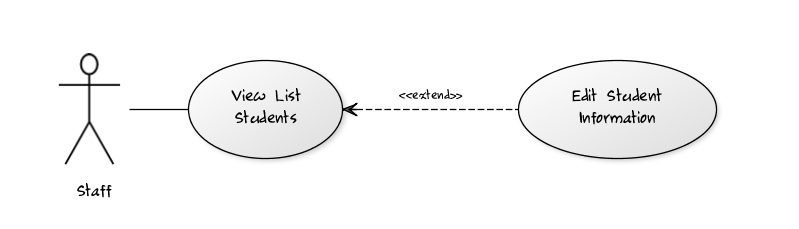 View List
Students
<<extend>>
Edit Student
Information
Staff